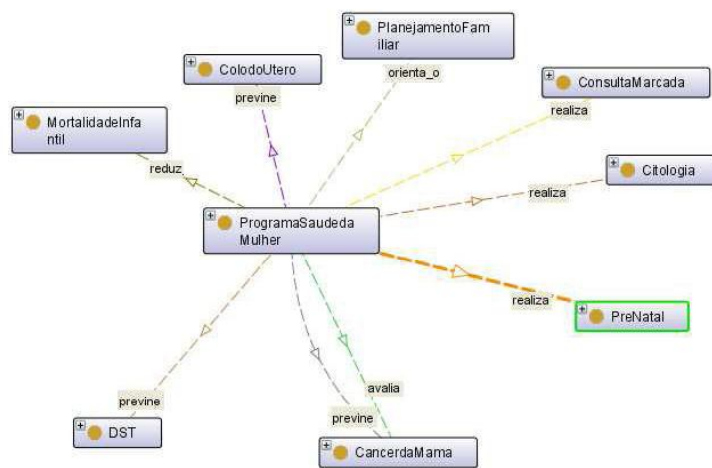 PlanejamentoFam
iliar
ColodoUtero
orienta_o
ConsultaMarcada
previne
realiza
MortalidadeInfa
ntil
reduz
Citologia
realiza
ProgramaSaudeda
Mulher
realiza
PreNatal
avalia
previne
previne
DST
CancerdaMama